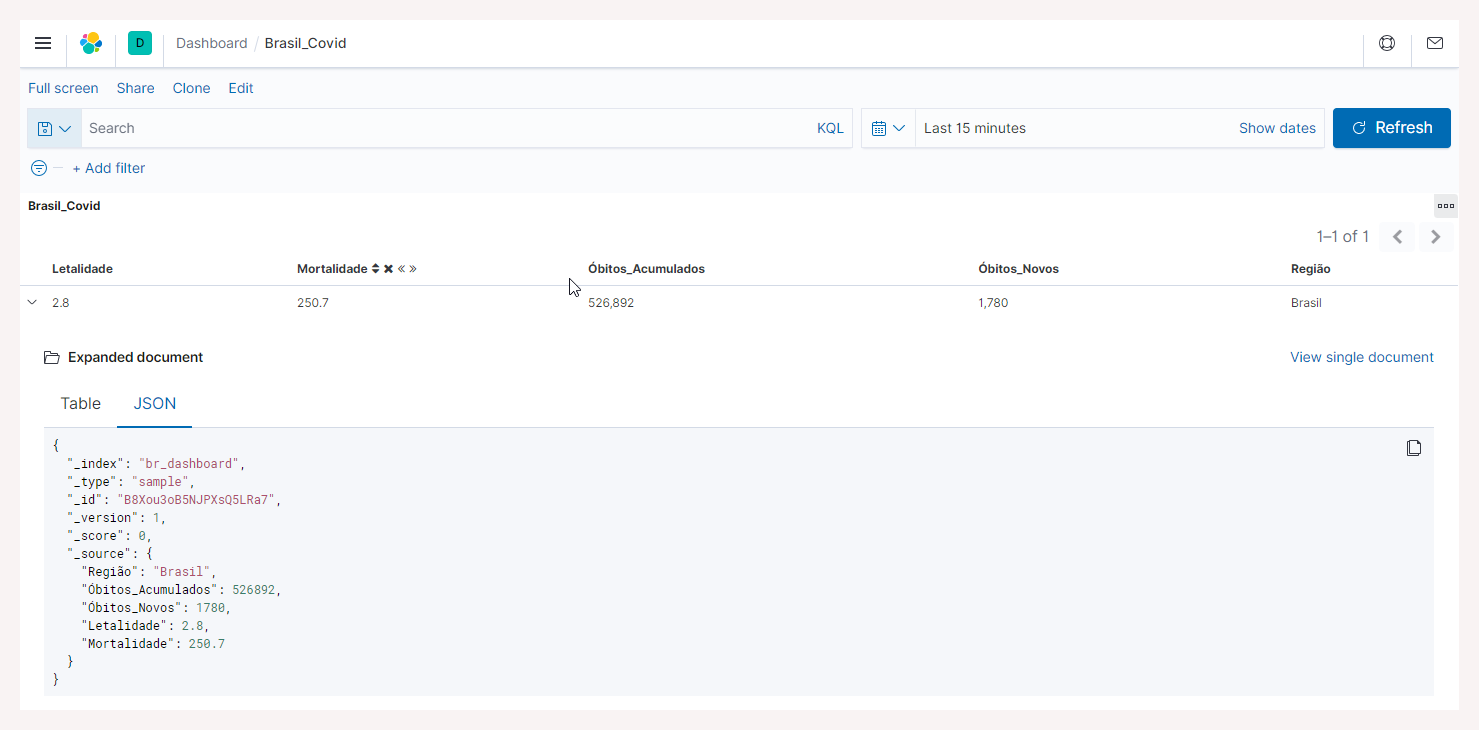 D Dashboard / Brasil_Covid
Full screen Share Clone Edit
Search KQL Last 15 minutes Show dates Refresh
+ Add filter
Brasil_Covid
1–1 of 1
Letalidade Mortalidade Óbitos_Acumulados Óbitos_Novos Região
2.8 250.7 526,892 1,780 Brasil
Expanded document View single document
Table JSON
{
"_index": "br_dashboard",
"_type": "sample",
"_id": "B8Xou3oB5NJPXsQ5LRa7",
"_version": 1,
"_score": 0,
"_source": {
"Região": "Brasil",
"Óbitos_Acumulados": 526892,
"Óbitos_Novos": 1780,
"Letalidade": 2.8,
"Mortalidade": 250.7
}
}